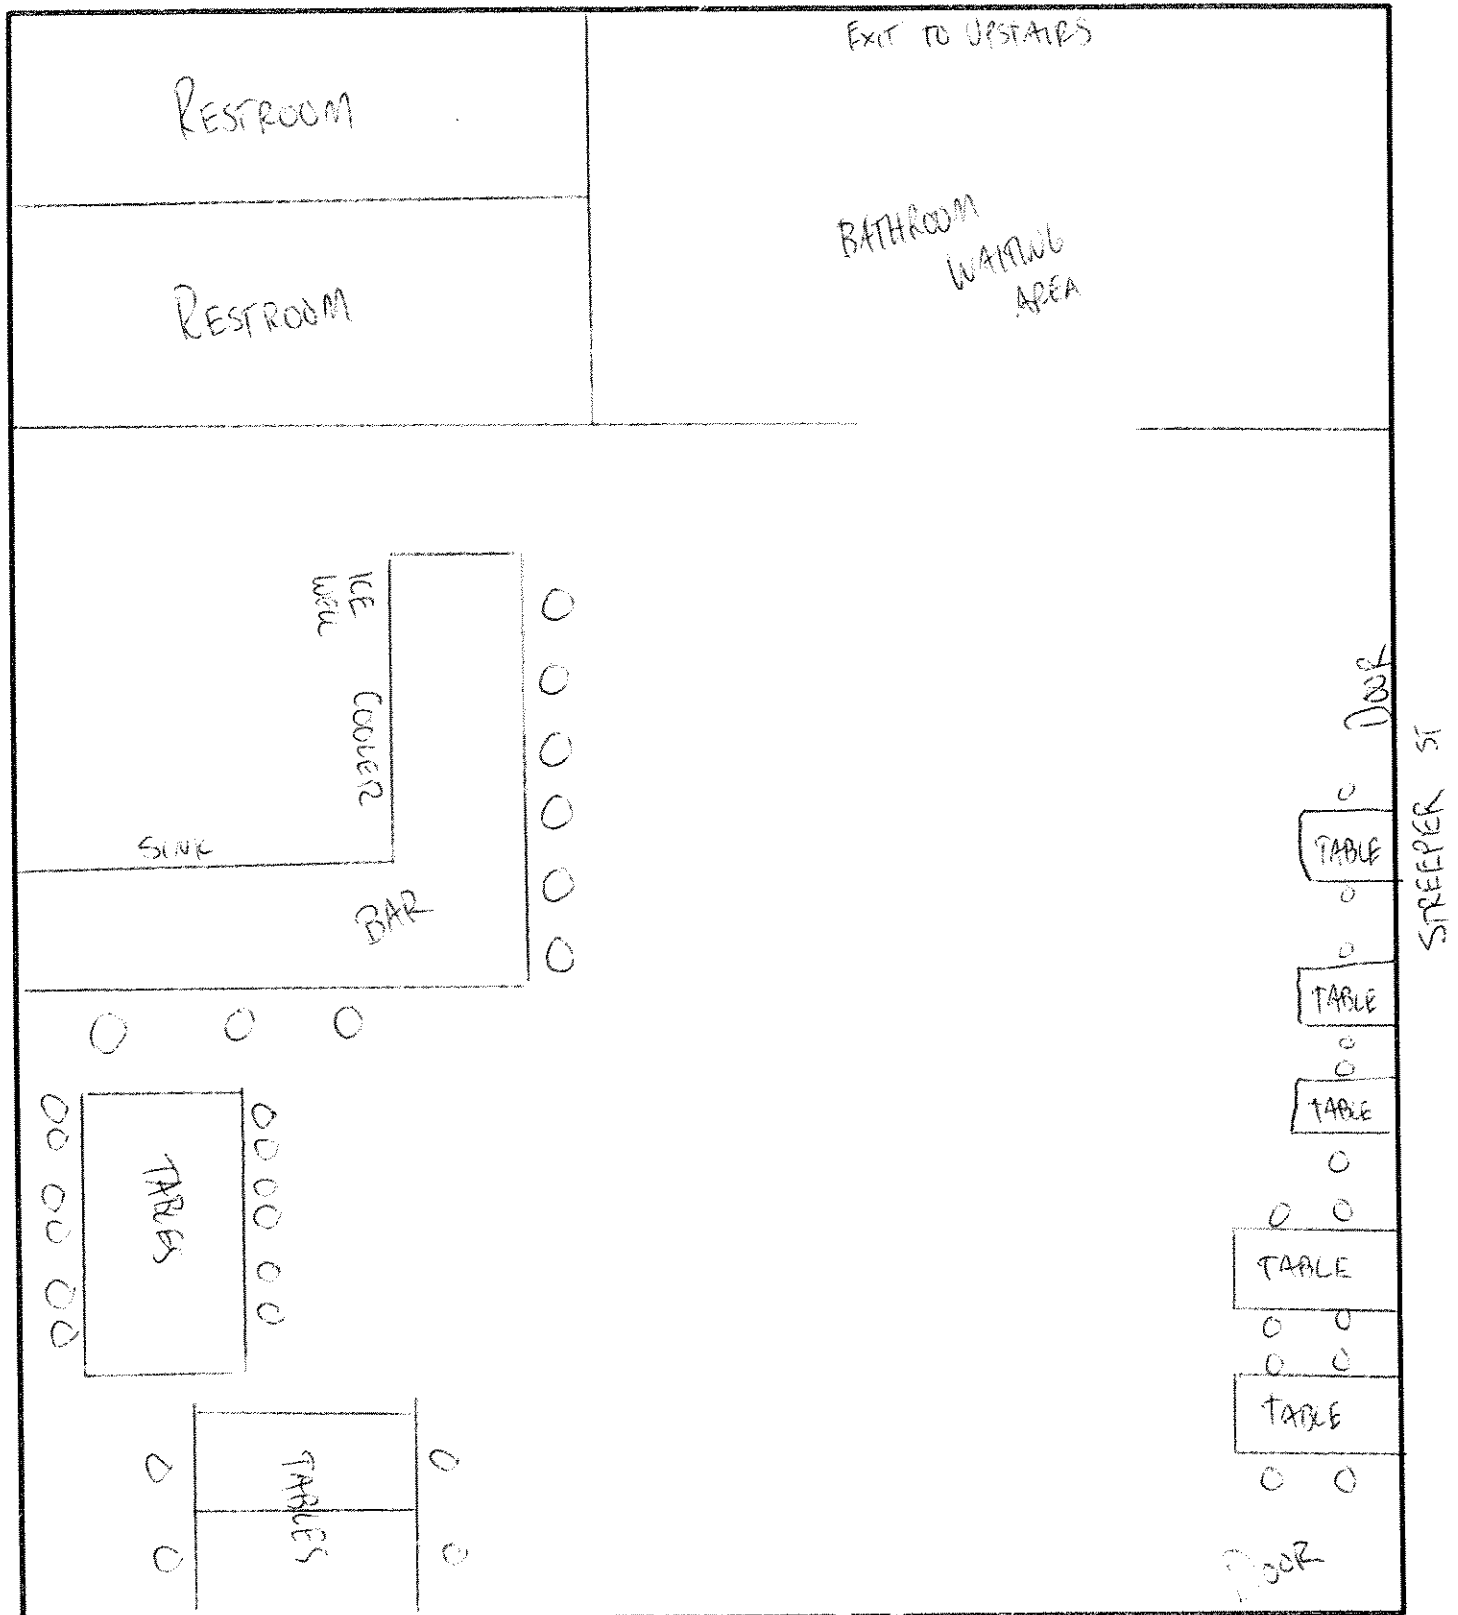 EXIT TO UPSTAIRS
RESTROOM
BATHROOM
WAITING
AREA
RESTROOM
ICE
WELL
COOLER
DOOR
STREEPER ST
SINK
TABLE
BAR
TABLE
TABLE
TABLES
TABLE
TABLE
TABLES
DOOR